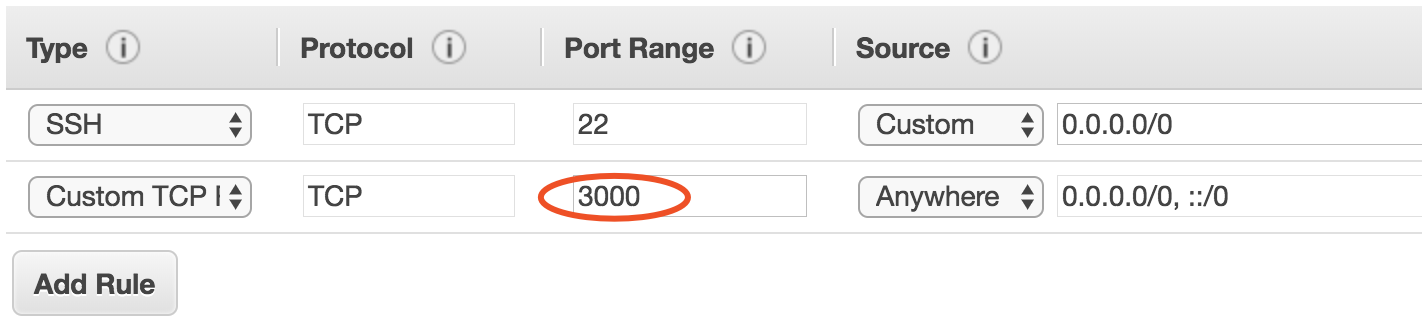 Type i Protocol i Port Range i Source i
SSH TCP 22 Custom 0.0.0.0/0
Custom TCP TCP 3000 Anywhere 0.0.0.0/0, ::/0
Add Rule